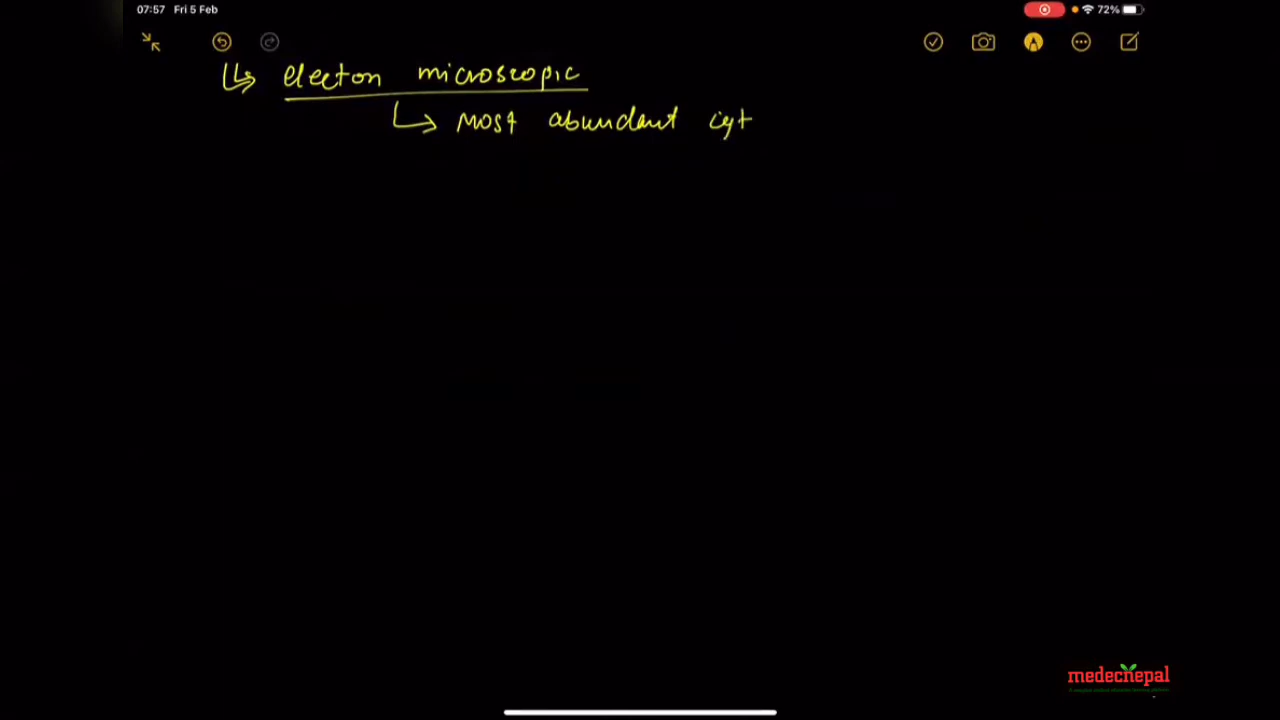 07:57 Fri 5 Feb 72%
electon microscopic
most abundant cyt
medecnepal